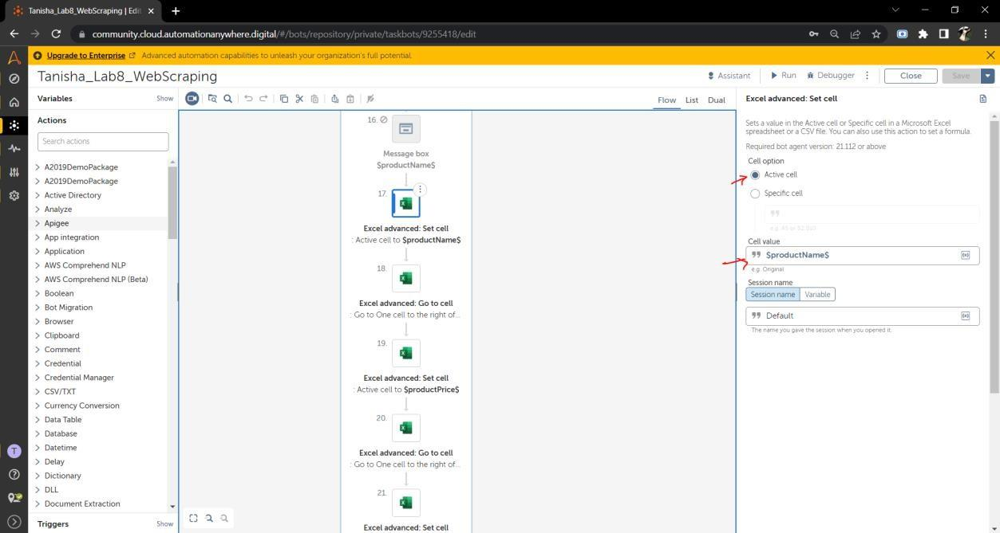 Tanisha_Lab8_WebScraping | Edit
community.cloud.automationanywhere.digital/#/bots/repository/private/taskbots/9255418/edit
Upgrade to Enterprise Advanced automation capabilities to unleash your organization's full potential.
Tanisha_Lab8_WebScraping
Assistant Run Debugger Close Save
Variables Show
Flow List Dual
Actions
Search actions
A2019DemoPackage
A2019DemoPackage
Active Directory
Analyze
Apigee
App integration
Application
AWS Comprehend NLP
AWS Comprehend NLP (Beta)
Boolean
Bot Migration
Browser
Clipboard
Comment
Credential
Credential Manager
CSV/TXT
Currency Conversion
Data Table
Database
Datetime
Delay
Dictionary
DLL
Document Extraction
Triggers Show
T
16.
Message box
$productName$
17.
Excel advanced: Set cell
: Active cell to $productName$
18.
Excel advanced: Go to cell
: Go to One cell to the right of...
19.
Excel advanced: Set cell
: Active cell to $productPrice$
20.
Excel advanced: Go to cell
: Go to One cell to the right of...
21.
Excel advanced: Set cell
Excel advanced: Set cell
Sets a value in the Active cell or Specific cell in a Microsoft Excel
spreadsheet or a CSV file. You can also use this action to set a formula.
Required bot agent version: 21.112 or above
Cell option
Active cell
Specific cell
Cell value
$productName$
e.g. Original
Session name
Session name Variable
Default
The name you gave the session when you opened it.